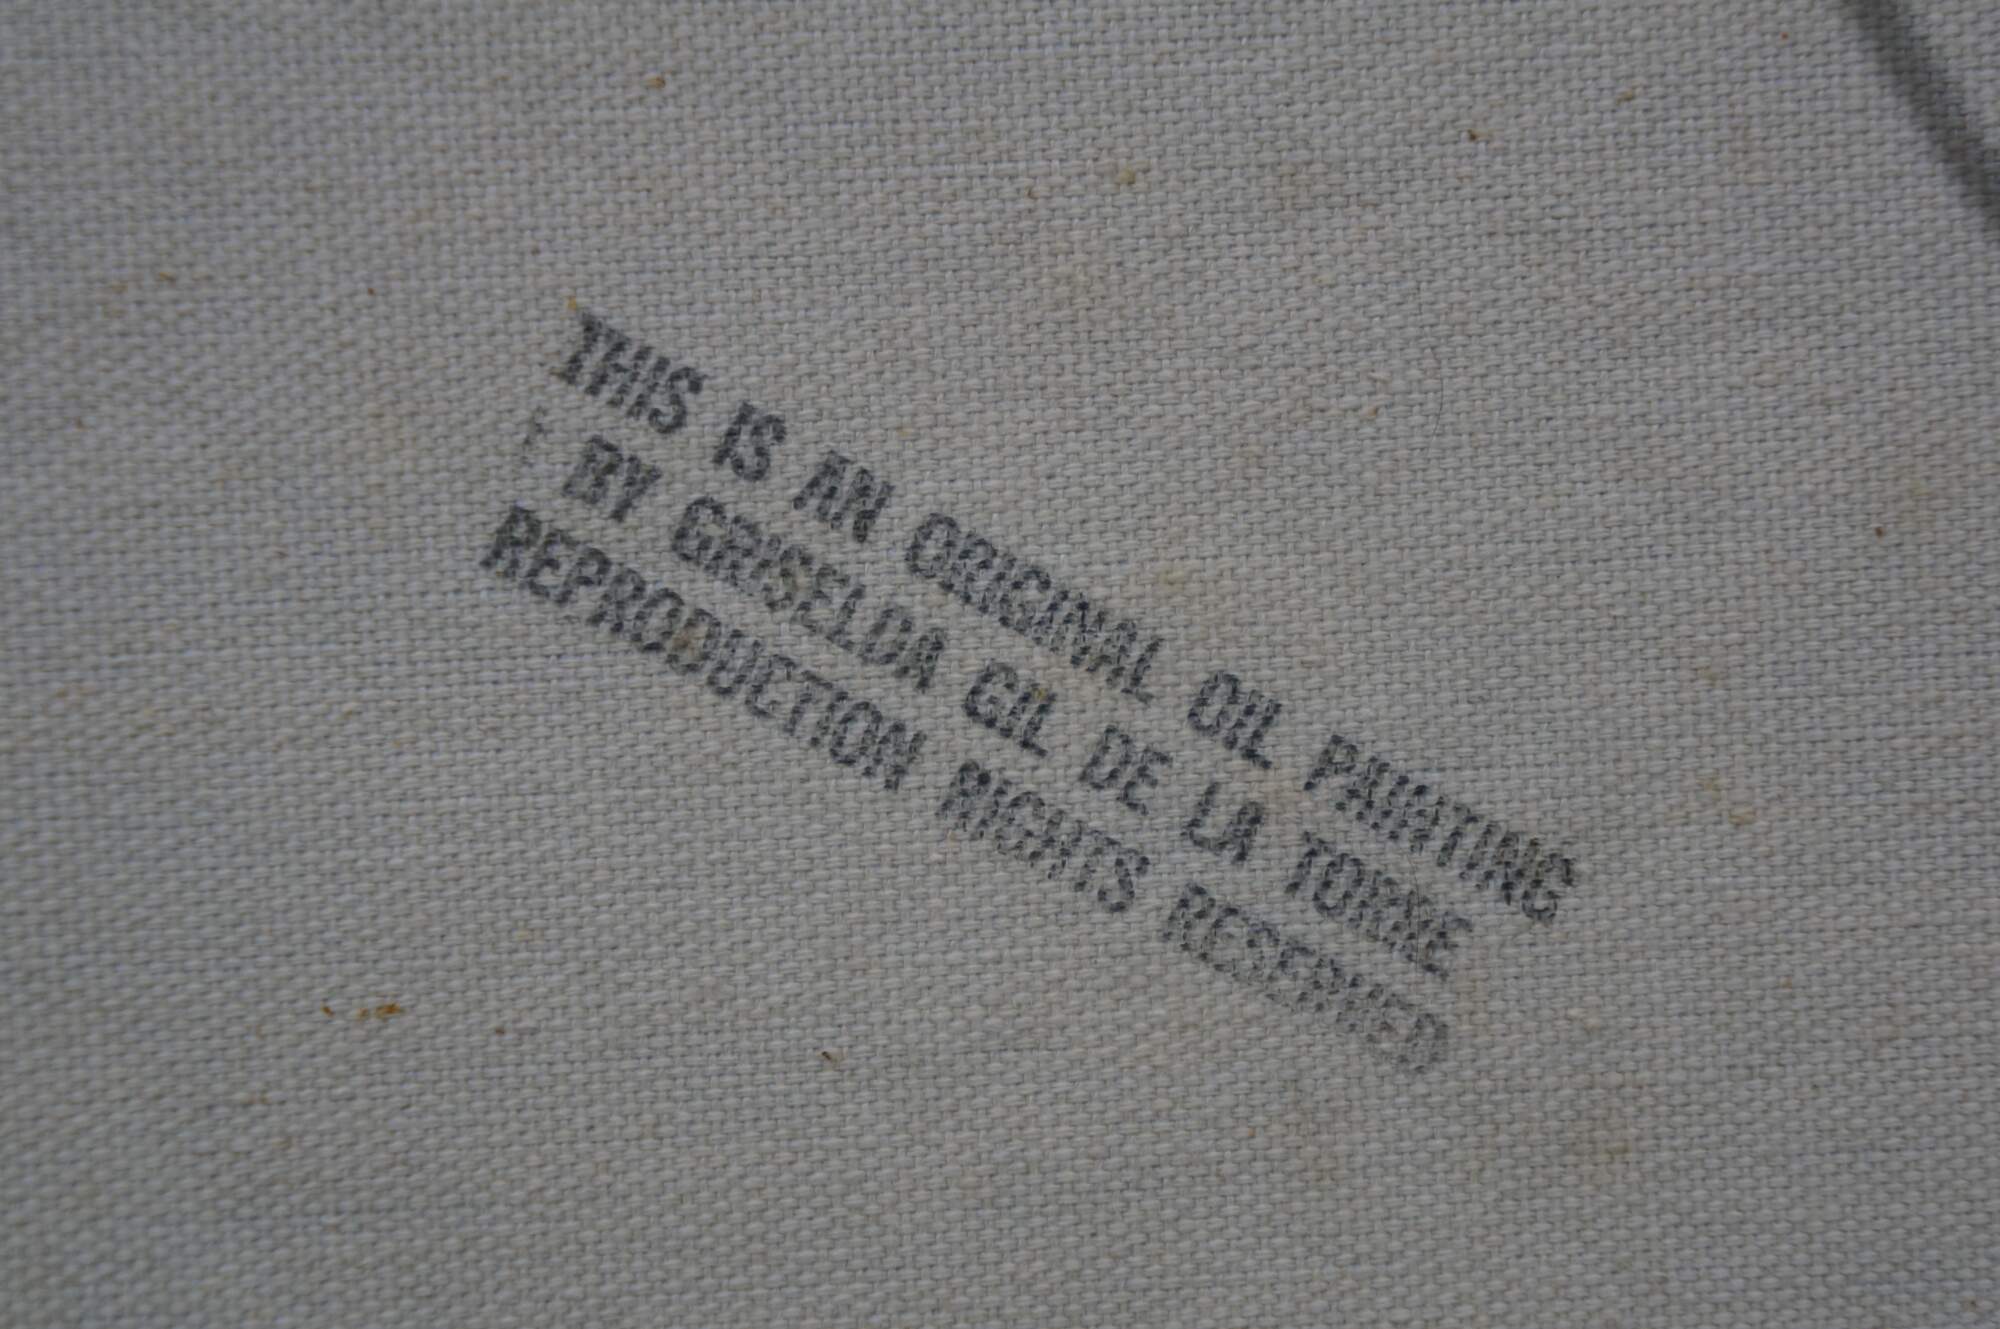 THIS IS AN ORIGINAL OIL PAINTING
BY GRISELDA GIL DE LA TORRE
REPRODUCTION RIGHTS RESERVED